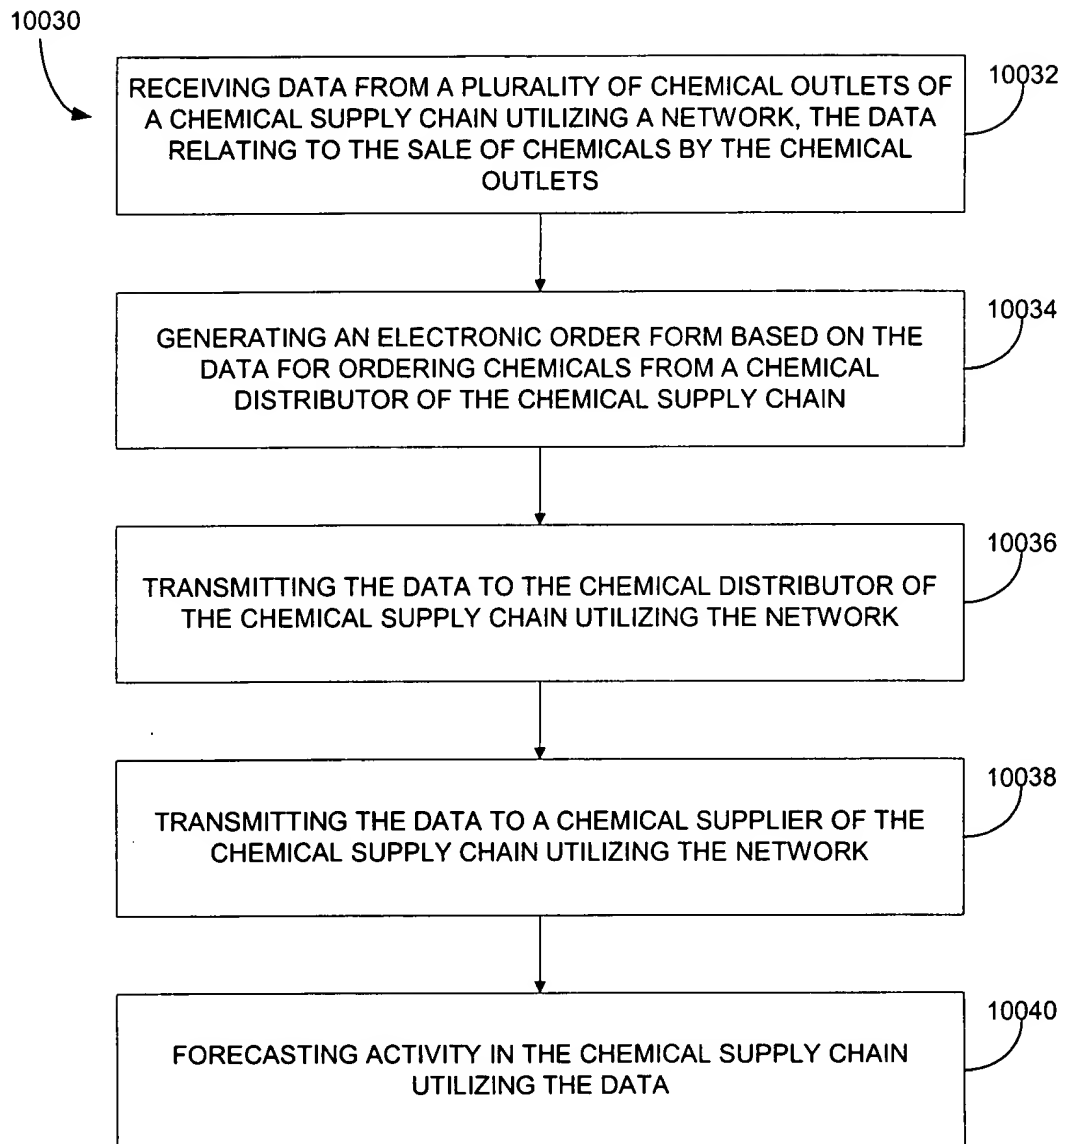 10030
10032
RECEIVING DATA FROM A PLURALITY OF CHEMICAL OUTLETS OF
A CHEMICAL SUPPLY CHAIN UTILIZING A NETWORK, THE DATA
RELATING TO THE SALE OF CHEMICALS BY THE CHEMICAL
OUTLETS
10034
GENERATING AN ELECTRONIC ORDER FORM BASED ON THE
DATA FOR ORDERING CHEMICALS FROM A CHEMICAL
DISTRIBUTOR OF THE CHEMICAL SUPPLY CHAIN
10036
TRANSMITTING THE DATA TO THE CHEMICAL DISTRIBUTOR OF
THE CHEMICAL SUPPLY CHAIN UTILIZING THE NETWORK
10038
TRANSMITTING THE DATA TO A CHEMICAL SUPPLIER OF THE
CHEMICAL SUPPLY CHAIN UTILIZING THE NETWORK
10040
FORECASTING ACTIVITY IN THE CHEMICAL SUPPLY CHAIN
UTILIZING THE DATA